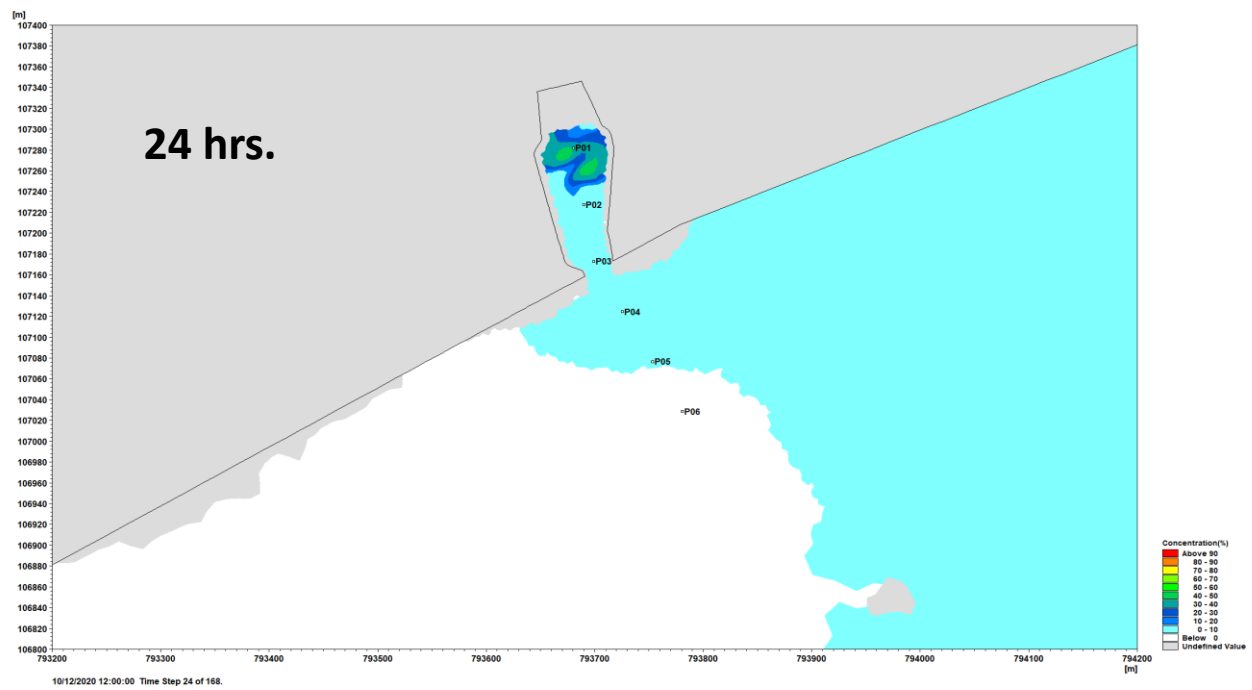 [m]
107400
107380
107360
107340
107320
107300
107280
107260
107240
107220
107200
107180
107160
107140
107120
107100
107080
107060
107040
107020
107000
106980
106960
106940
106920
106900
106880
106860
106840
106820
106800
24 hrs.
P01
P02
P03
P04
P05
P06
793200 793300 793400 793500 793600 793700 793800 793900 794000 794100 794200
[m]
Concentration(%)
Above 90
80 - 90
70 - 80
60 - 70
50 - 60
40 - 50
30 - 40
20 - 30
10 - 20
0 - 10
Below 0
Undefined Value
10/12/2020 12:00:00 Time Step 24 of 168.